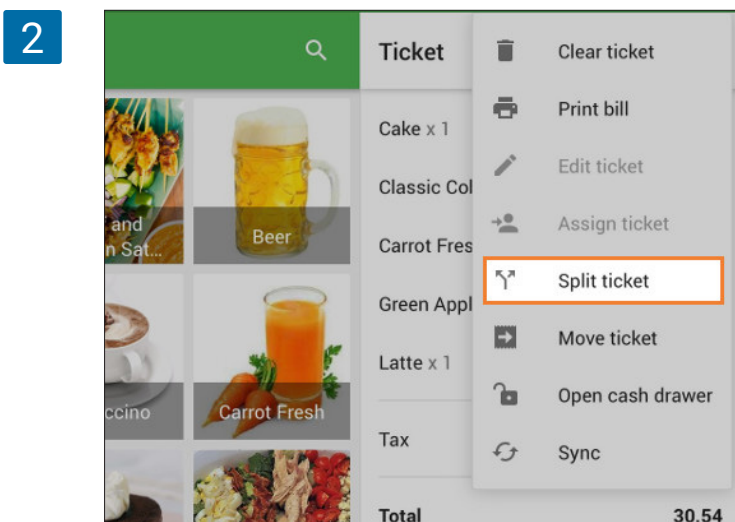 2
Ticket
Cake x 1
Classic Col
Carrot Fres
Green Appl
Latte x 1
Tax
Total
30.54
Clear ticket
Print bill
Edit ticket
Assign ticket
Split ticket
Move ticket
Open cash drawer
Sync
and
n Sat...
Beer
ccino
Carrot Fresh